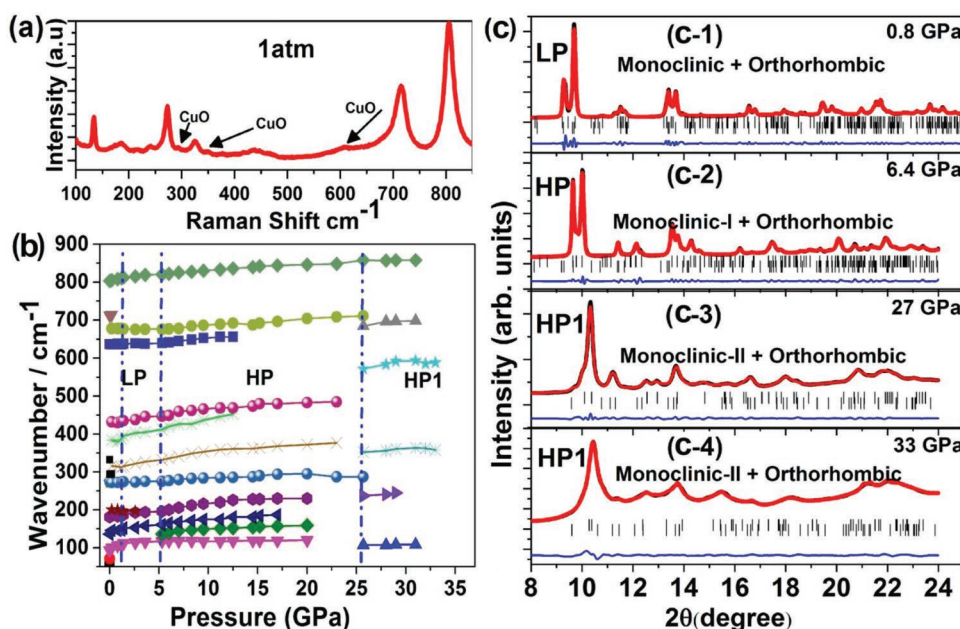 (a)
1atm
CuO
CuO
CuO
Intensity (a.u)
100 200 300 400 500 600 700 800
Raman Shift cm-1
(b)
900
800
700
600
500
400
300
200
100
LP
HP
HP1
Wavenumber / cm-1
0 5 10 15 20 25 30 35
Pressure (GPa)
(c)
(C-1)
0.8 GPa
LP
Monoclinic + Orthorhombic
(C-2)
6.4 GPa
HP
Monoclinic-I + Orthorhombic
(C-3)
27 GPa
HP1
Monoclinic-II + Orthorhombic
(C-4)
33 GPa
HP1
Monoclinic-II + Orthorhombic
Intensity (arb. units)
8 10 12 14 16 18 20 22 24
2θ(degree)